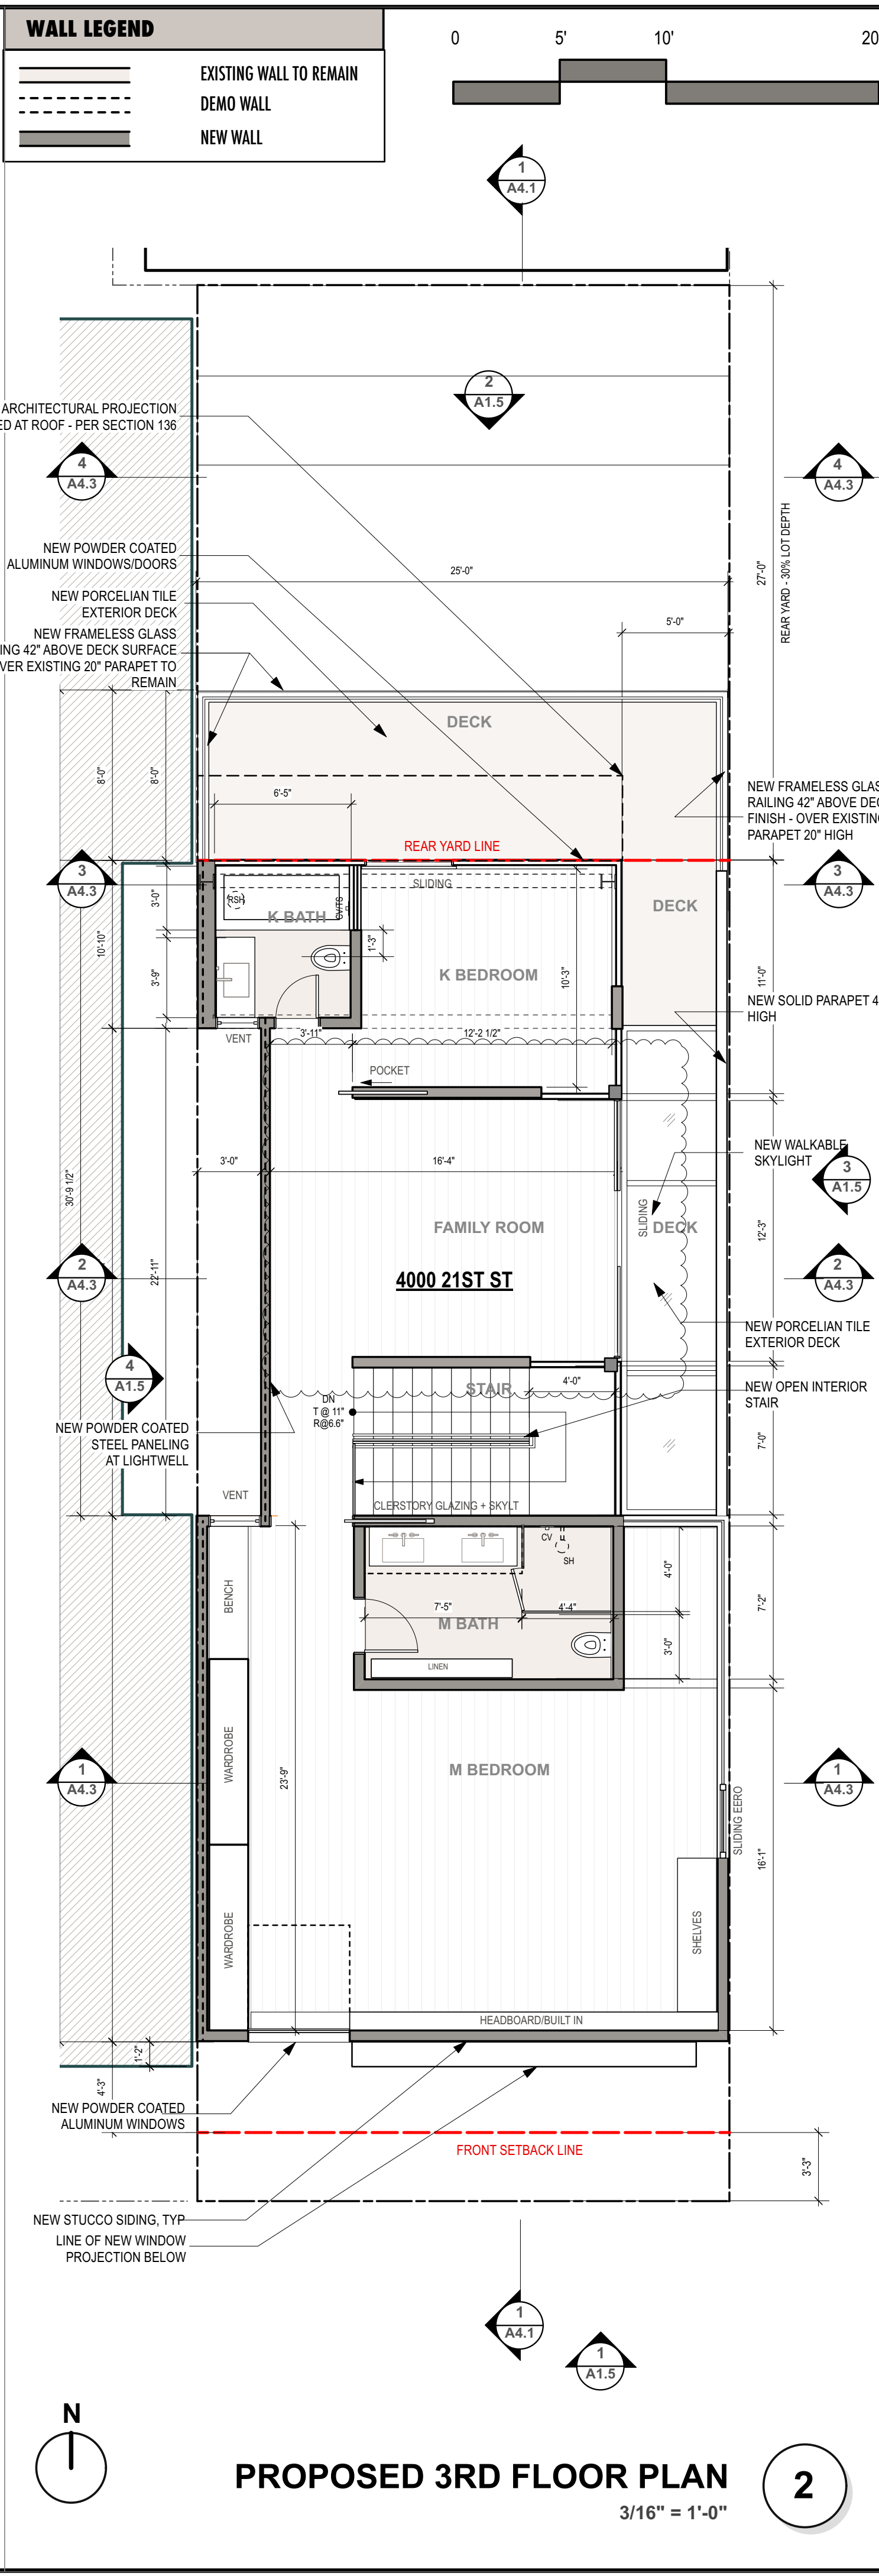 WALL LEGEND
EXISTING WALL TO REMAIN
DEMO WALL
NEW WALL
0 5' 10' 20
1
A4.1
2
A1.5
ARCHITECTURAL PROJECTION
ED AT ROOF - PER SECTION 136
4
A4.3
4
A4.3
NEW POWDER COATED
ALUMINUM WINDOWS/DOORS
NEW PORCELIAN TILE
EXTERIOR DECK
NEW FRAMELESS GLASS
ING 42" ABOVE DECK SURFACE
VER EXISTING 20" PARAPET TO
REMAIN
25'-0"
5'-0"
27'-0"
REAR YARD - 30% LOT DEPTH
DECK
8'-0"
8'-0"
6'-5"
NEW FRAMELESS GLAS
RAILING 42" ABOVE DEC
FINISH - OVER EXISTING
PARAPET 20" HIGH
REAR YARD LINE
3
A4.3
3
A4.3
SLIDING
RSH
CV/TS
K BATH
DECK
3'-0"
10'-10"
3'-9"
1'-3"
K BEDROOM
10'-3"
11'-0"
NEW SOLID PARAPET 4
HIGH
VENT
3'-11"
12'-2 1/2"
POCKET
3'-0"
16'-4"
NEW WALKABLE
SKYLIGHT
3
A1.5
30'-9 1/2"
22'-11"
FAMILY ROOM
SLIDING
DECK
12'-3"
4000 21ST ST
2
A4.3
2
A4.3
NEW PORCELIAN TILE
EXTERIOR DECK
4
A1.5
STAIR
4'-0"
DN
T @ 11"
R@6.6"
NEW OPEN INTERIOR
STAIR
NEW POWDER COATED
STEEL PANELING
AT LIGHTWELL
7'-0"
VENT
CLERSTORY GLAZING + SKYLT
CV
SH
BENCH
4'-0"
7'-2"
7'-5"
4'-4"
M BATH
3'-0"
LINEN
WARDROBE
23'-9"
M BEDROOM
1
A4.3
1
A4.3
SLIDING EERO
16'-1"
WARDROBE
SHELVES
HEADBOARD/BUILT IN
1'-2"
4'-3"
NEW POWDER COATED
ALUMINUM WINDOWS
FRONT SETBACK LINE
3'-3"
NEW STUCCO SIDING, TYP
LINE OF NEW WINDOW
PROJECTION BELOW
1
A4.1
1
A1.5
N
PROPOSED 3RD FLOOR PLAN
2
3/16" = 1'-0"